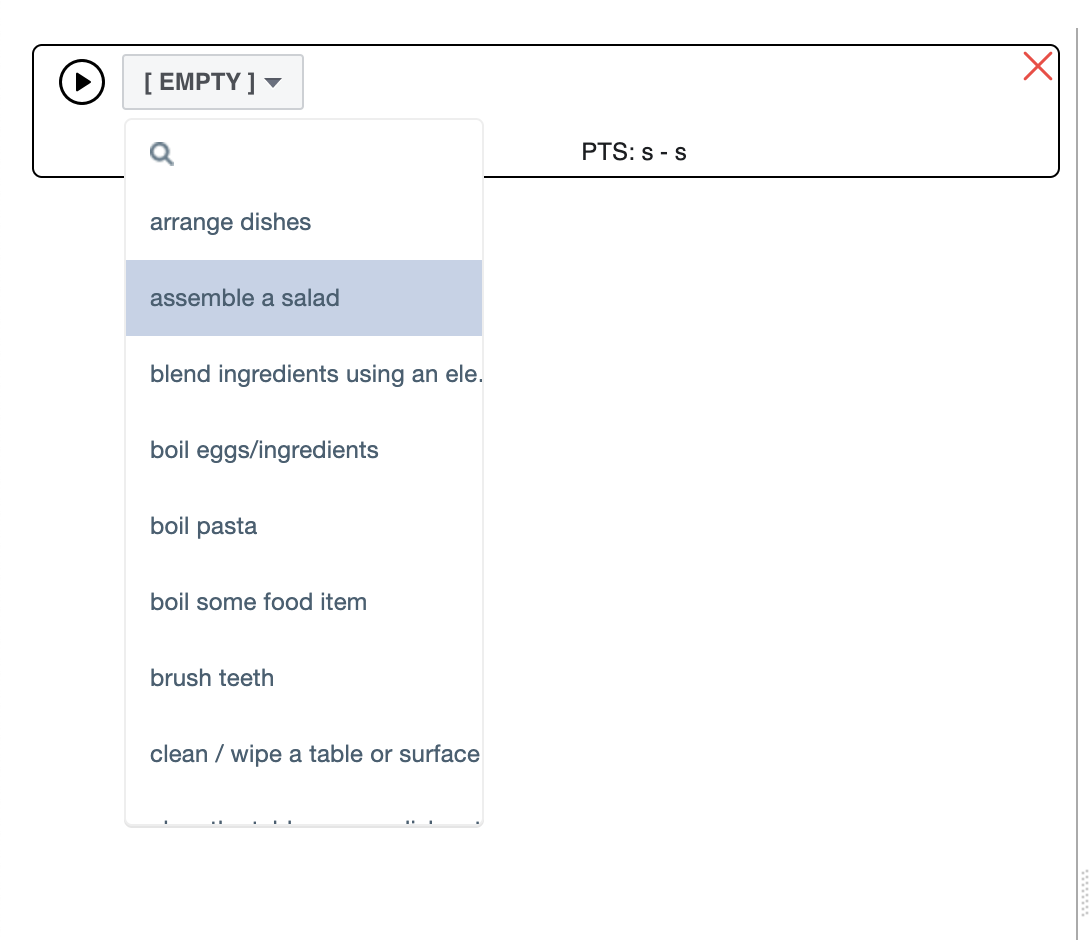 [ EMPTY ]
PTS: s - s
arrange dishes
assemble a salad
blend ingredients using an ele.
boil eggs/ingredients
boil pasta
boil some food item
brush teeth
clean / wipe a table or surface